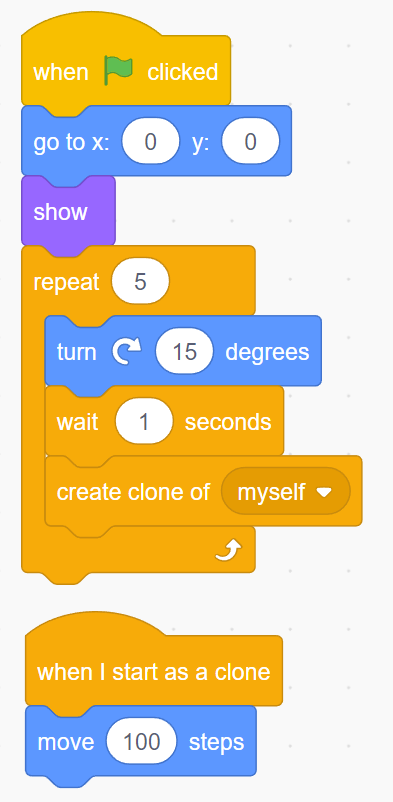 when clicked
go to x: 0 y: 0
show
repeat 5
turn 15 degrees
wait 1 seconds
create clone of myself
when I start as a clone
move 100 steps